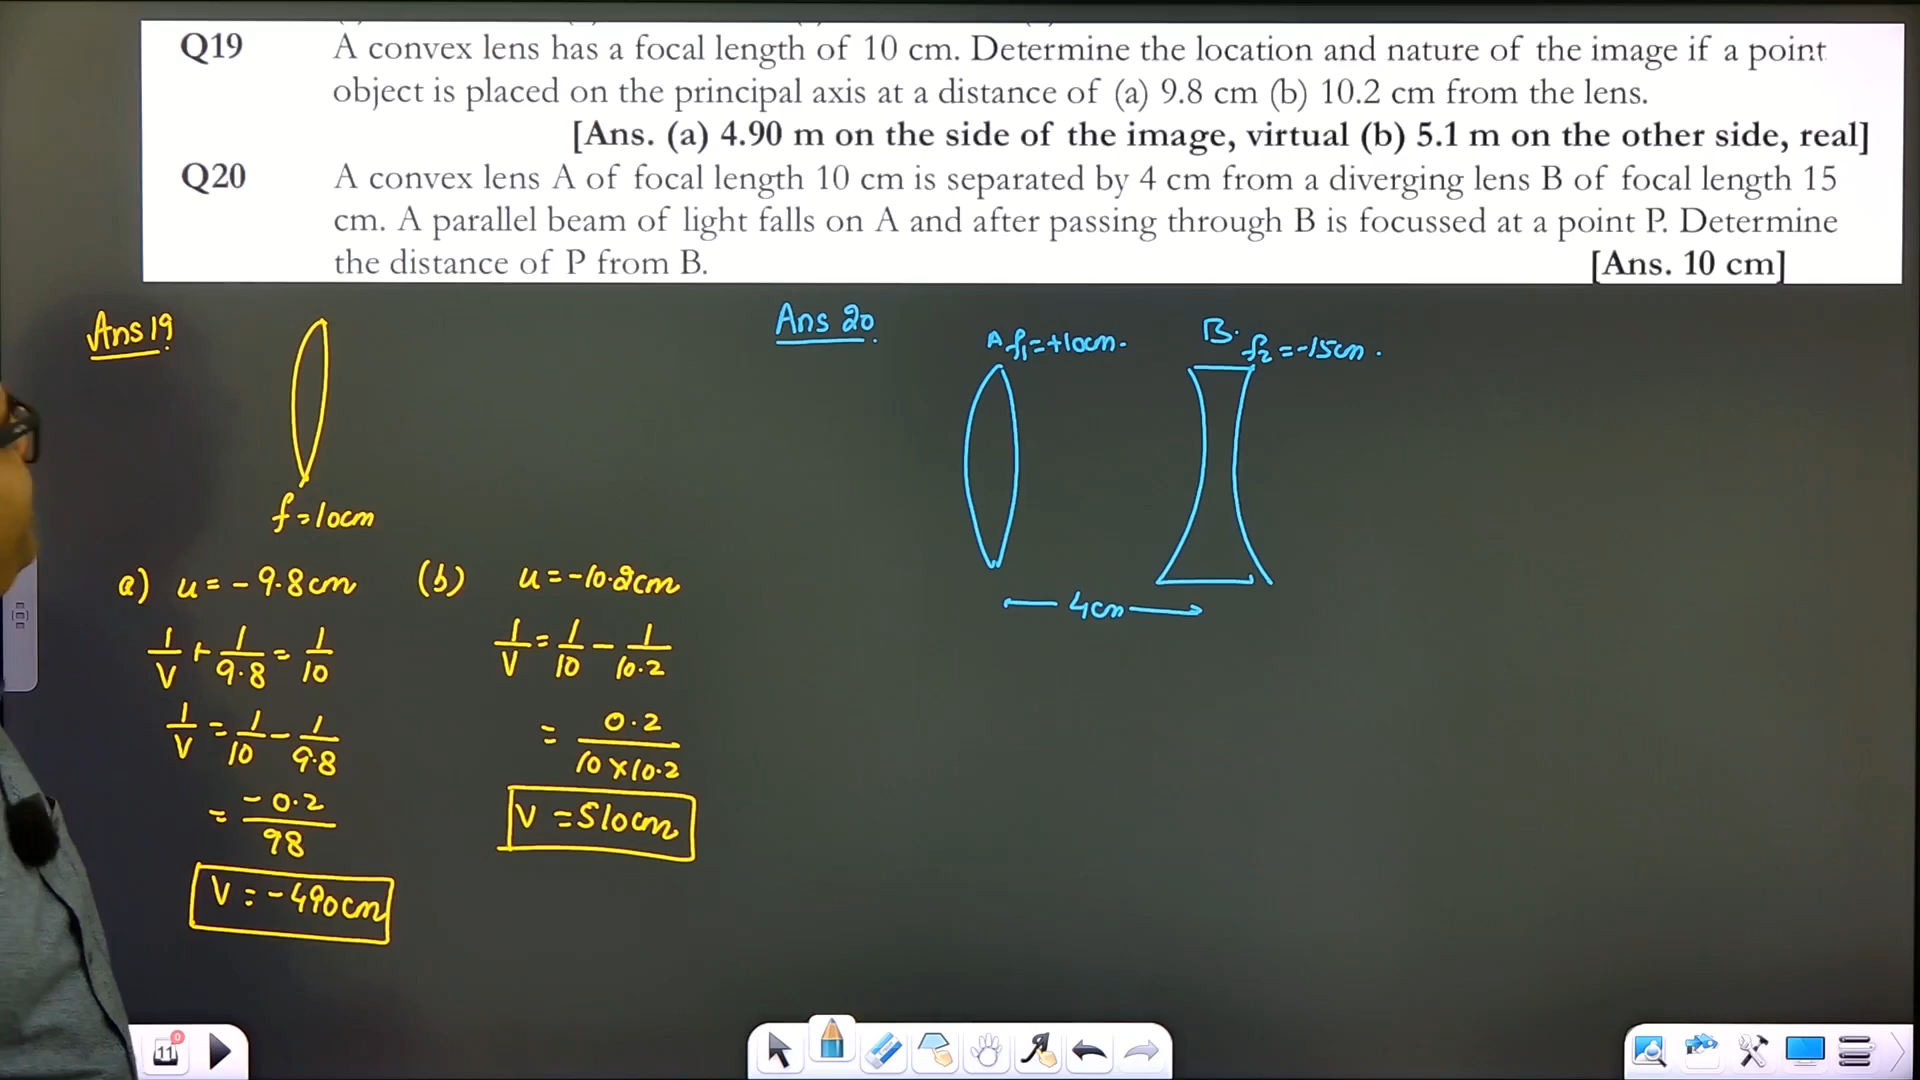 Q19 A convex lens has a focal length of 10 cm. Determine the location and nature of the image if a point
object is placed on the principal axis at a distance of (a) 9.8 cm (b) 10.2 cm from the lens.
[Ans. (a) 4.90 m on the side of the image, virtual (b) 5.1 m on the other side, real]
Q20 A convex lens A of focal length 10 cm is separated by 4 cm from a diverging lens B of focal length 15
cm. A parallel beam of light falls on A and after passing through B is focussed at a point P. Determine
the distance of P from B. [Ans. 10 cm]
Ans 19
f=10cm
a) u = -9.8cm
1/V + 1/9.8 = 1/10
1/V = 1/10 - 1/9.8
= -0.2/98
V = -490cm
(b) u = -10.2cm
1/V = 1/10 - 1/10.2
= 0.2/10×10.2
V = 510cm
Ans 20
A f₁=+10cm.
B. f₂=-15cm.
4cm
11
0